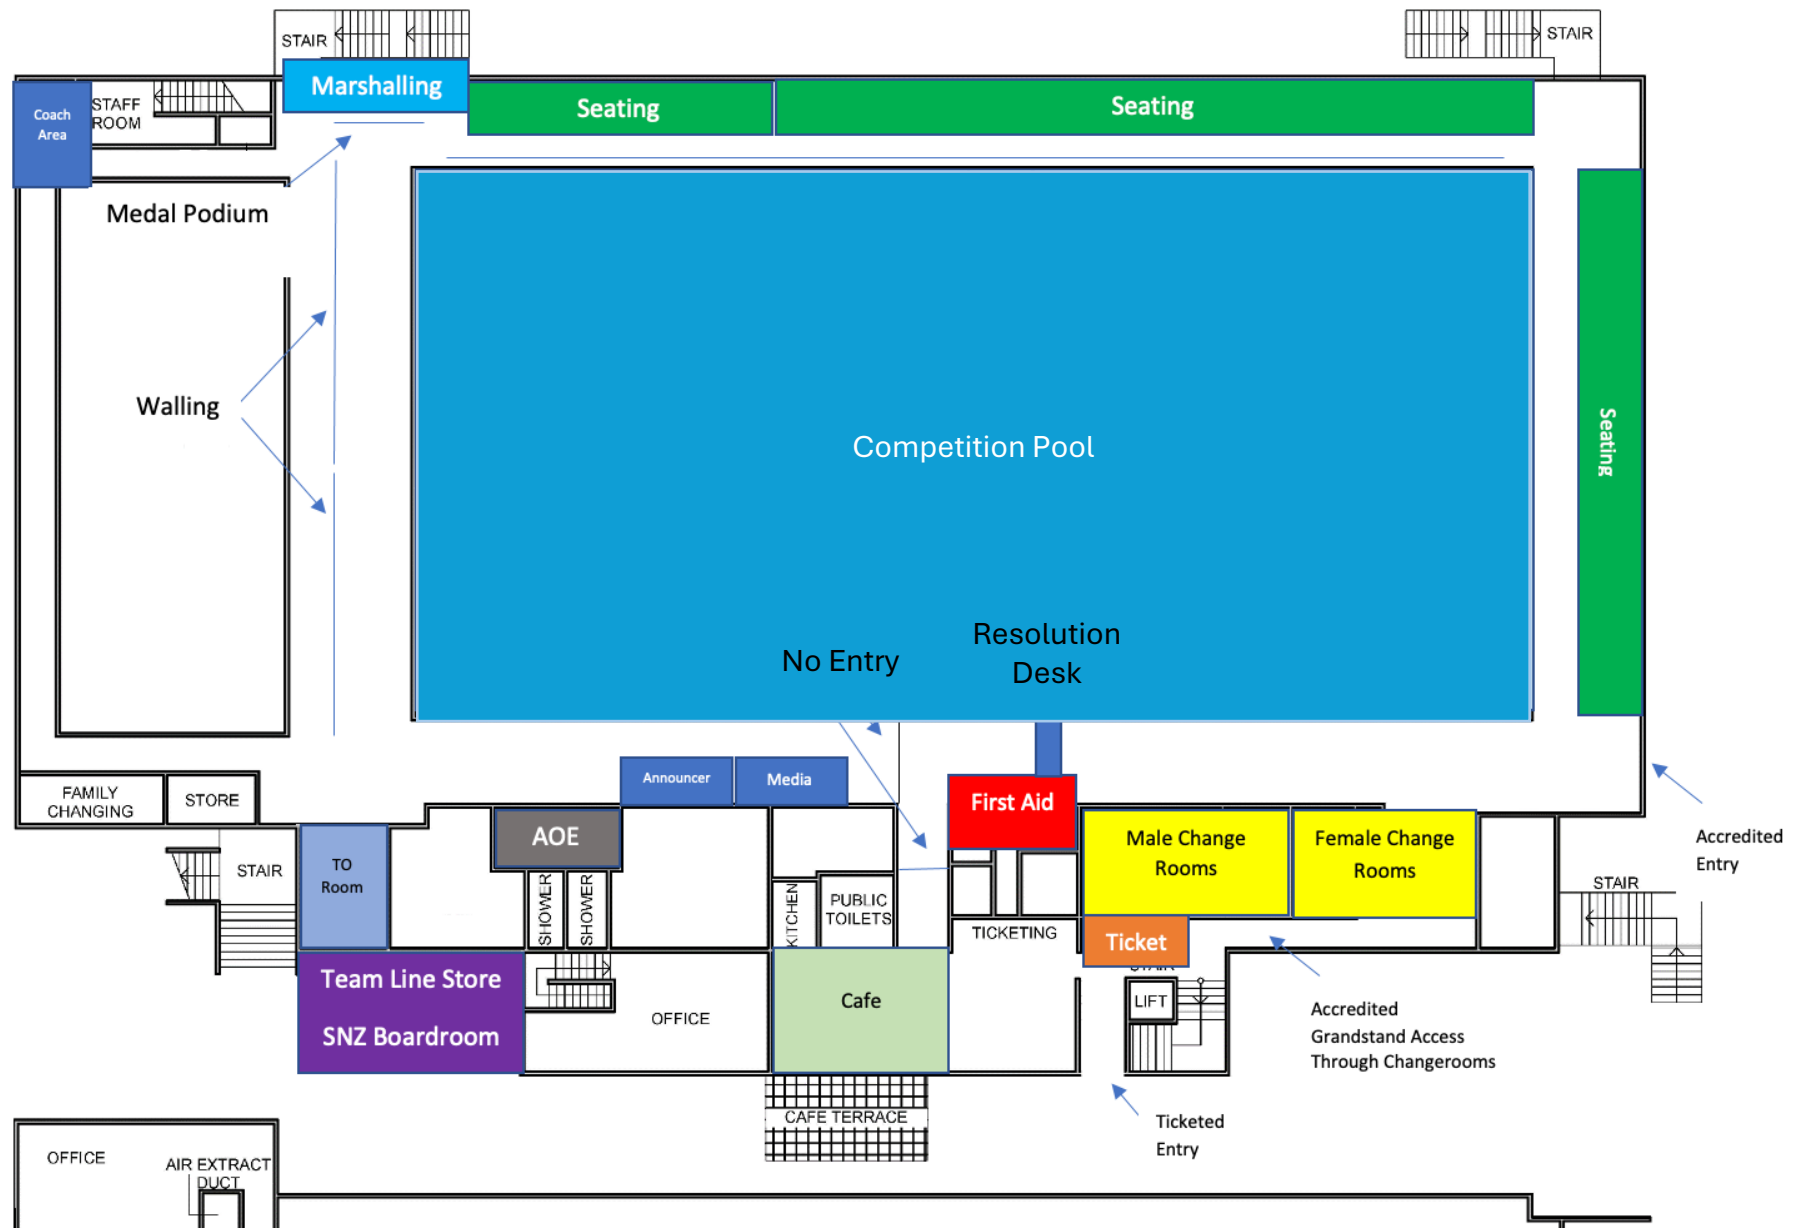 STAIR
STAIR
Marshalling
Seating
Seating
Coach
Area
STAFF
ROOM
Medal Podium
Walling
Competition Pool
Seating
No Entry
Resolution
Desk
Announcer
Media
First Aid
FAMILY
CHANGING
STORE
AOE
Male Change
Rooms
Female Change
Rooms
Accredited
Entry
STAIR
TO
Room
SHOWER
SHOWER
KITCHEN
PUBLIC
TOILETS
TICKETING
Ticket
STAIR
STAIR
Team Line Store
SNZ Boardroom
OFFICE
Cafe
LIFT
Accredited
Grandstand Access
Through Changerooms
CAFE TERRACE
Ticketed
Entry
OFFICE
AIR EXTRACT
DUCT